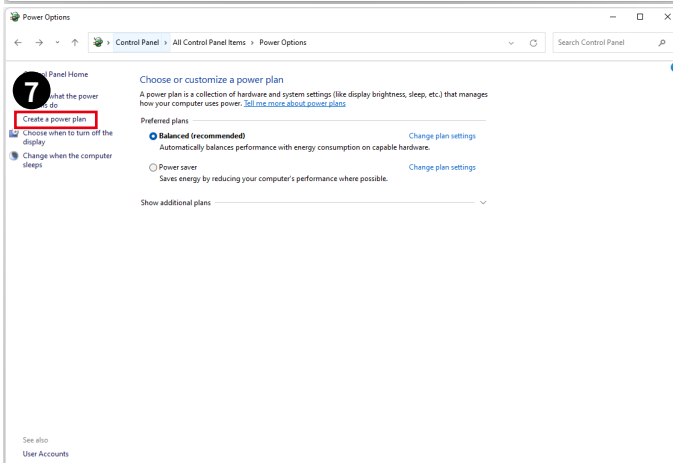 Power Options
Control Panel > All Control Panel Items > Power Options
Search Control Panel
Panel Home
7
what the power
do
Create a power plan
Choose when to turn off the
display
Change when the computer
sleeps
Choose or customize a power plan
A power plan is a collection of hardware and system settings (like display brightness, sleep, etc.) that manages
how your computer uses power. Tell me more about power plans
Preferred plans
Balanced (recommended)
Change plan settings
Automatically balances performance with energy consumption on capable hardware.
Power saver
Change plan settings
Saves energy by reducing your computer's performance where possible.
Show additional plans
See also
User Accounts